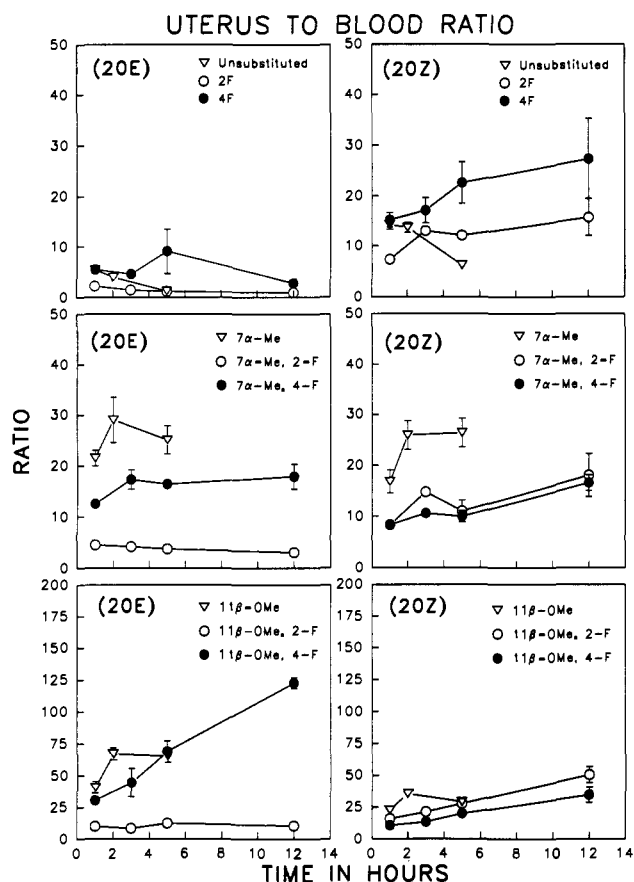 UTERUS TO BLOOD RATIO
(20E)
▽ Unsubstituted
○ 2F
● 4F
50
40
30
20
10
0
(20Z)
▽ Unsubstituted
○ 2F
● 4F
50
40
30
20
10
0
(20E)
▽ 7α-Me
○ 7α-Me, 2-F
● 7α-Me, 4-F
50
40
30
20
10
0
(20Z)
▽ 7α-Me
○ 7α-Me, 2-F
● 7α-Me, 4-F
50
40
30
20
10
0
RATIO
(20E)
▽ 11β-OMe
○ 11β-OMe, 2-F
● 11β-OMe, 4-F
200
175
150
125
100
75
50
25
0
0 2 4 6 8 10 12 14
(20Z)
▽ 11β-OMe
○ 11β-OMe, 2-F
● 11β-OMe, 4-F
200
175
150
125
100
75
50
25
0
0 2 4 6 8 10 12 14
TIME IN HOURS